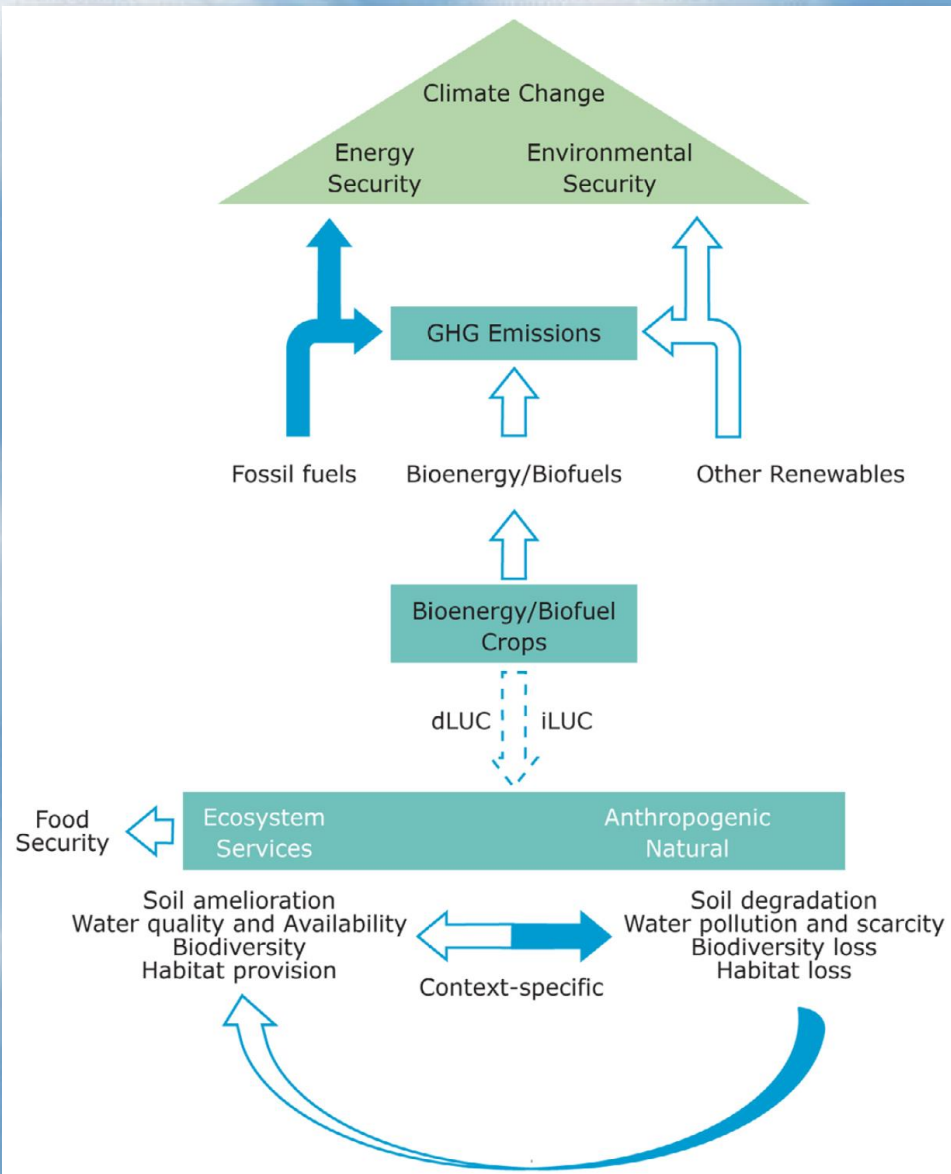 Climate Change
Energy
Security
Environmental
Security
GHG Emissions
Fossil fuels
Bioenergy/Biofuels
Other Renewables
Bioenergy/Biofuel
Crops
dLUC
iLUC
Food
Security
Ecosystem
Services
Anthropogenic
Natural
Soil amelioration
Water quality and Availability
Biodiversity
Habitat provision
Context-specific
Soil degradation
Water pollution and scarcity
Biodiversity loss
Habitat loss